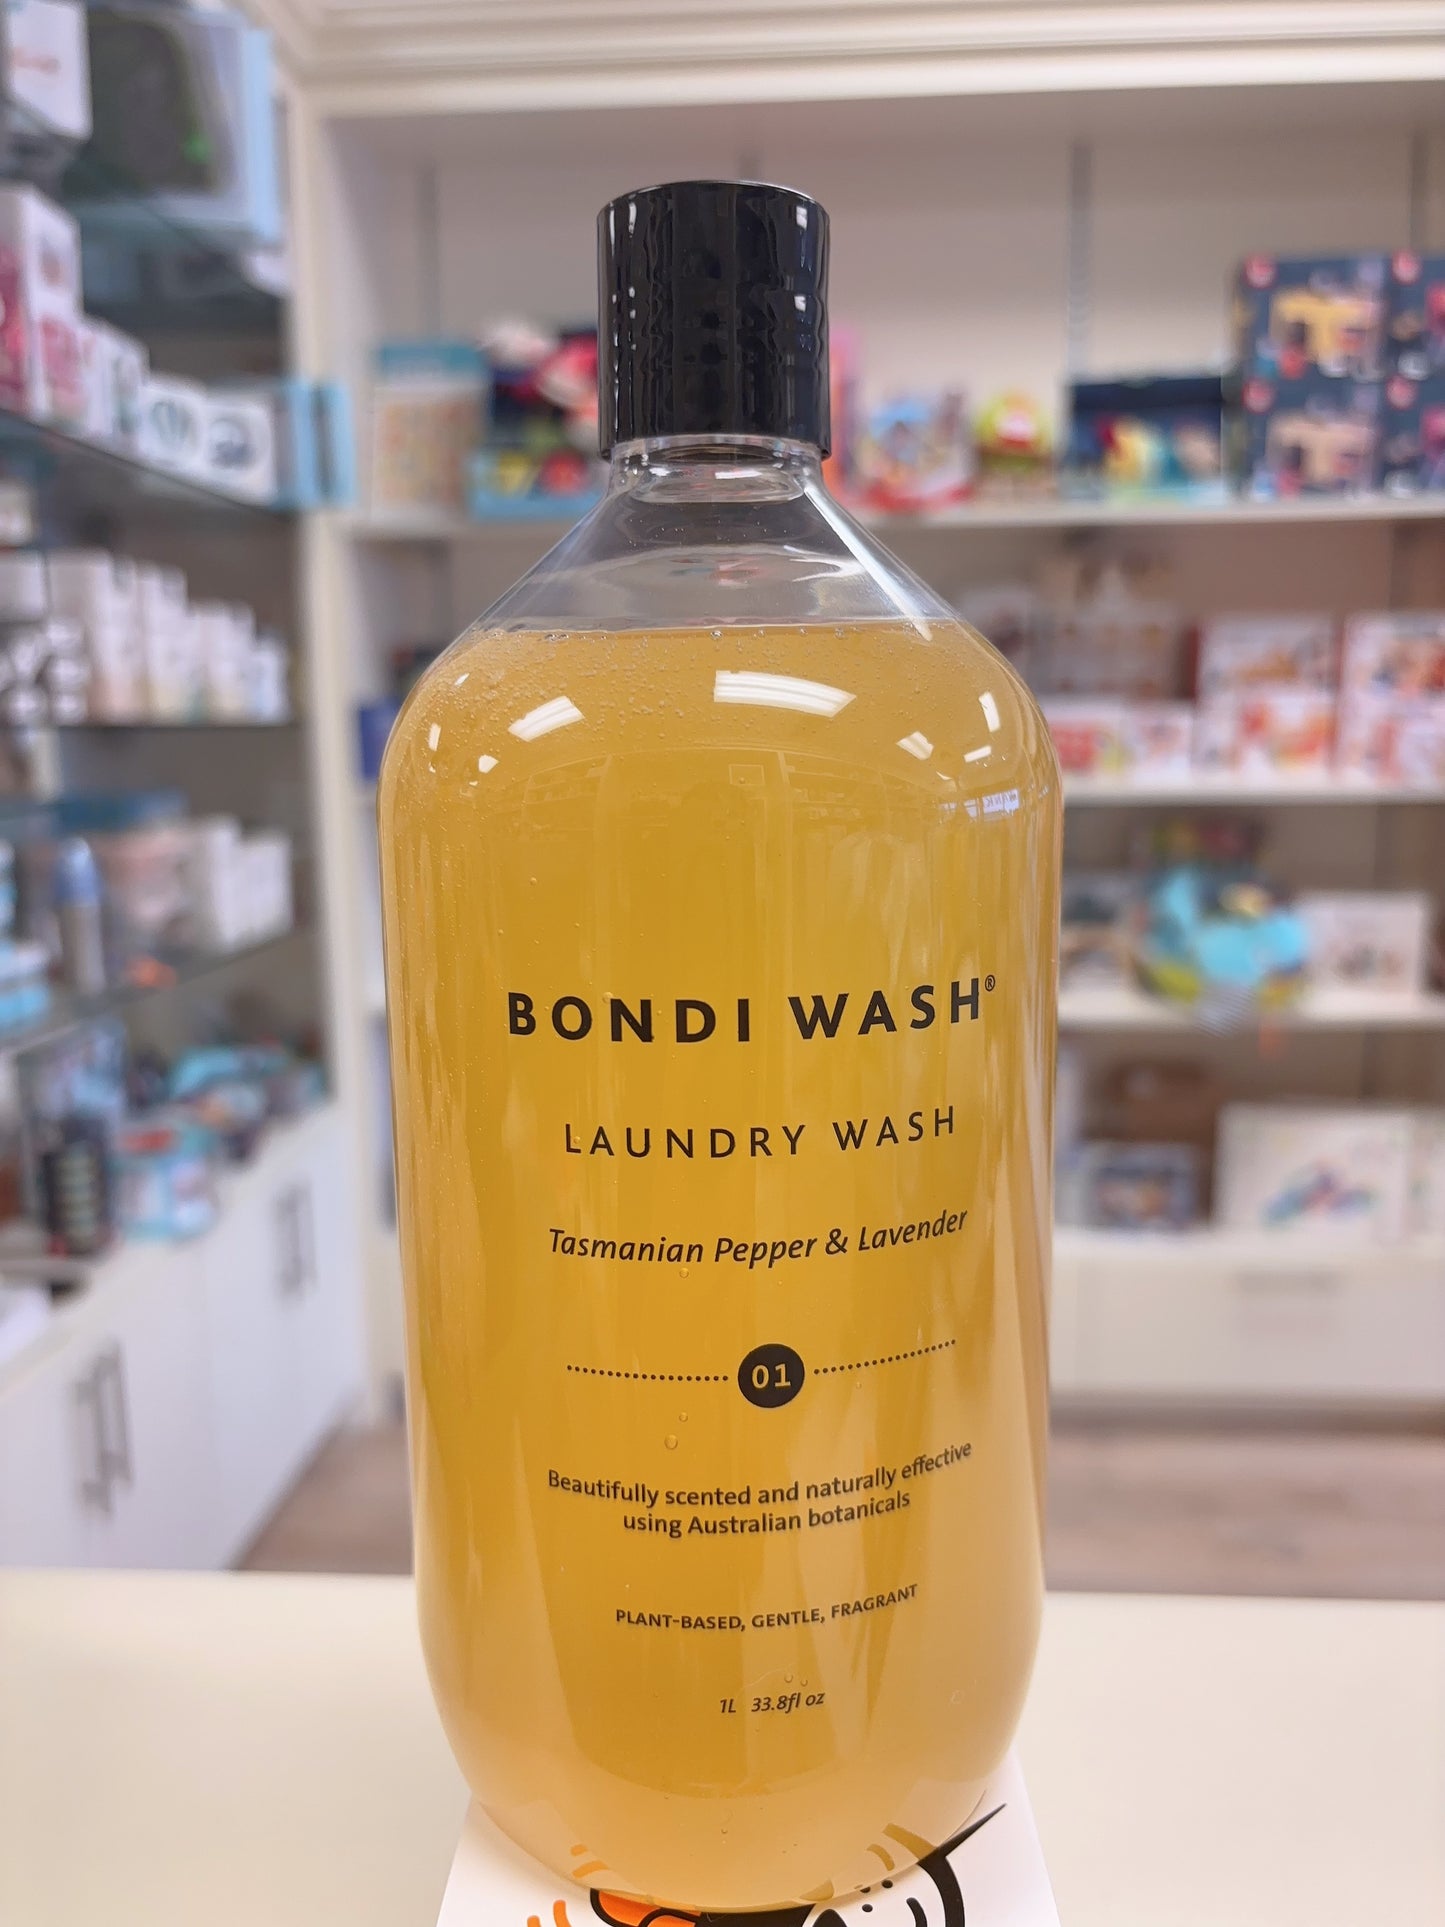 BONDI WASH®
LAUNDRY WASH
Tasmanian Pepper & Lavender
01
Beautifully scented and naturally effective
using Australian botanicals
PLANT-BASED, GENTLE, FRAGRANT
1L 33.8fl oz